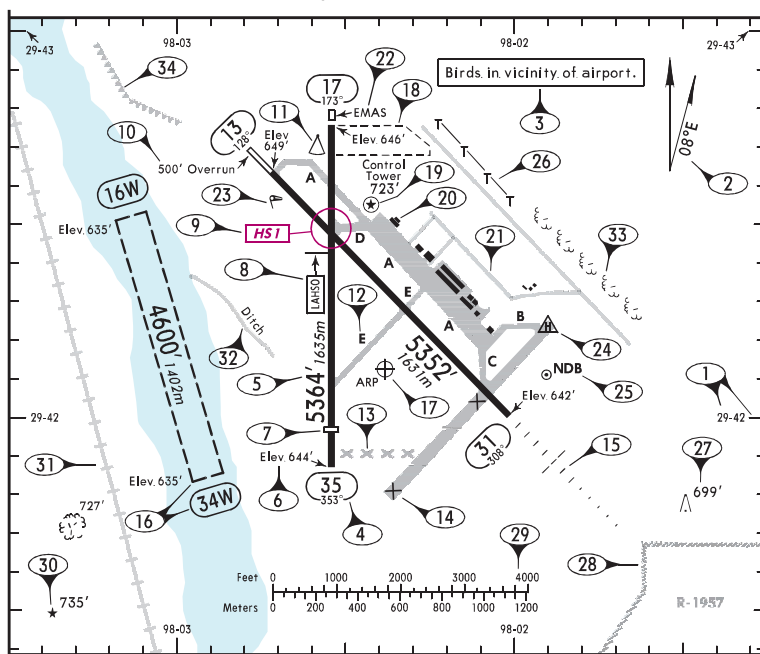 98-03
98-02
29-43
29-43
34
22
17
173°
EMAS
18
Birds in vicinity of airport.
3
11
13
128°
Elev
649'
Elev 646'
10
500' Overrun
Control
Tower
723'
T
T
T
T
26
08°E
2
16W
23
A
19
20
Elev. 635'
9
HS 1
D
21
33
8
LAHSO
A
12
E
4600'
1402m
Ditch
E
A
B
H
24
32
5364'
1635m
5352'
1631m
C
NDB
25
5
ARP
17
1
29-42
Elev. 642'
29-42
7
13
31
308°
15
27
699'
31
Elev. 635'
Elev 644'
35
353°
34W
16
6
4
14
727'
30
735'
29
28
Feet
0
1000
2000
3000
4000
Meters
0
200
400
600
800
1000
1200
R-1957
98-03
98-02